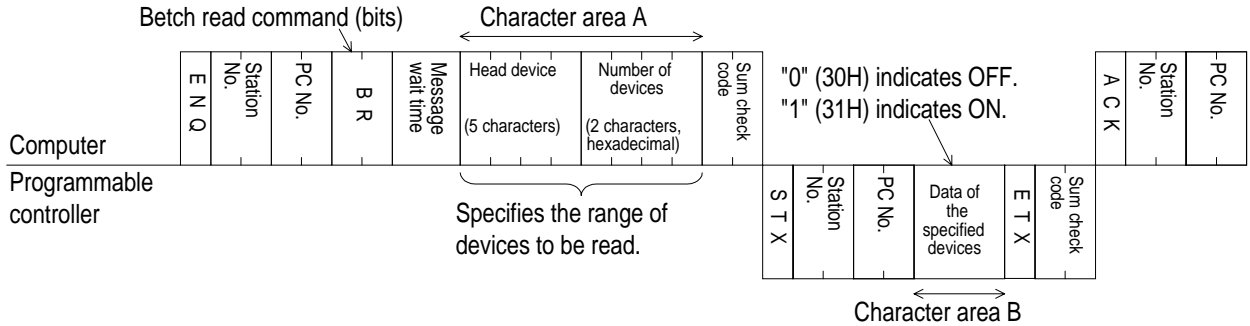 Betch read command (bits)
Character area A
E N Q
Station
No.
PC No.
B R
Message
wait time
Head device
(5 characters)
Number of
devices
(2 characters,
hexadecimal)
Sum check
code
"0" (30H) indicates OFF.
"1" (31H) indicates ON.
A C K
Station
No.
PC No.
Computer
Programmable
controller
Specifies the range of
devices to be read.
S T X
Station
No.
PC No.
Data of
the
specified
devices
E T X
Sum check
code
Character area B